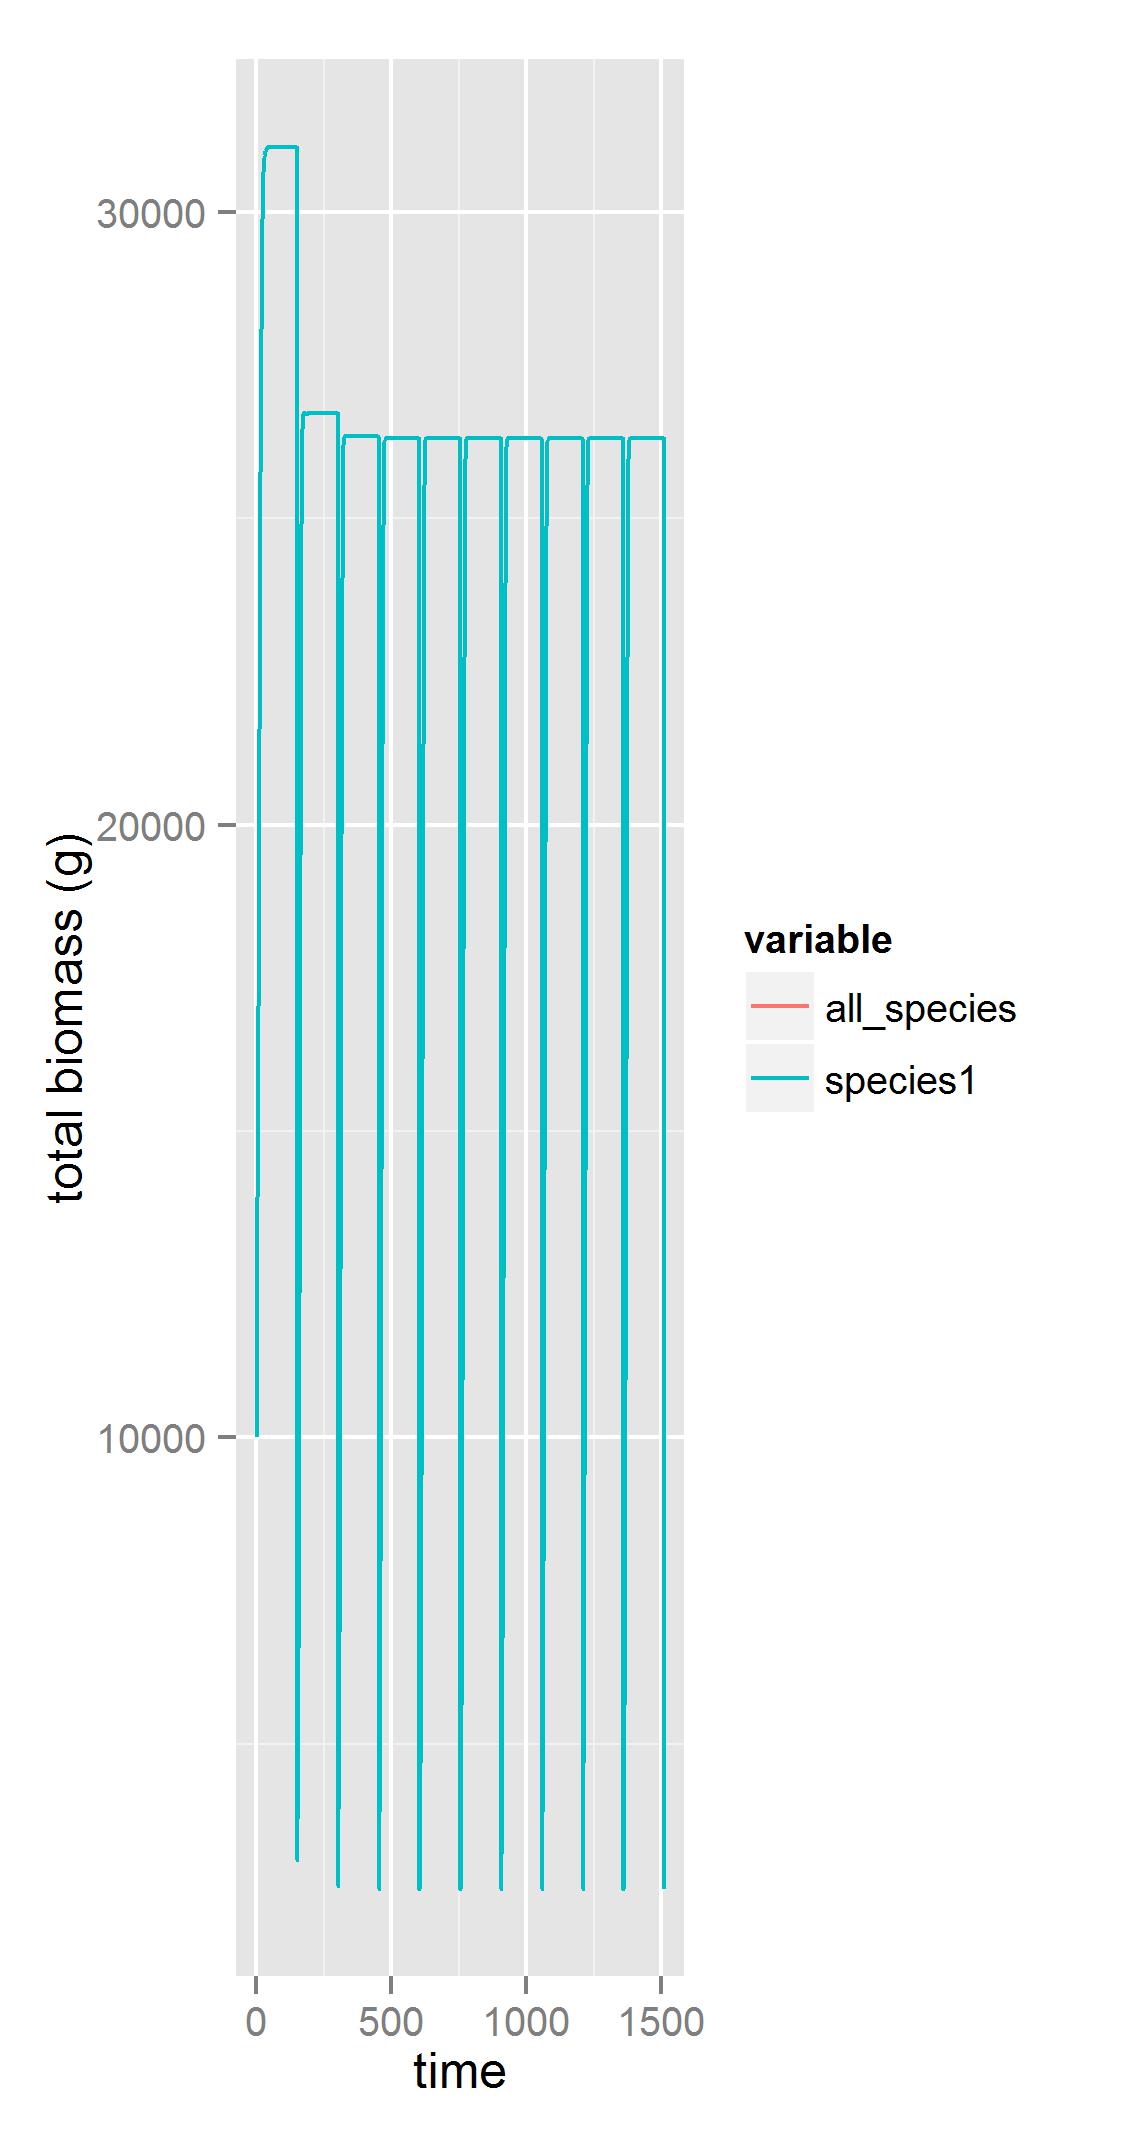 30000
20000
10000
total biomass (g)
0 500 1000 1500
time
variable
all_species
species1